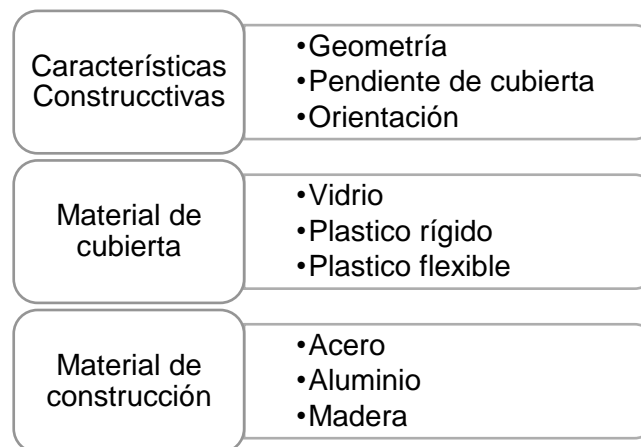 Características
Construcctivas
•Geometría
•Pendiente de cubierta
•Orientación
Material de
cubierta
•Vidrio
•Plastico rígido
•Plastico flexible
Material de
construcción
•Acero
•Aluminio
•Madera